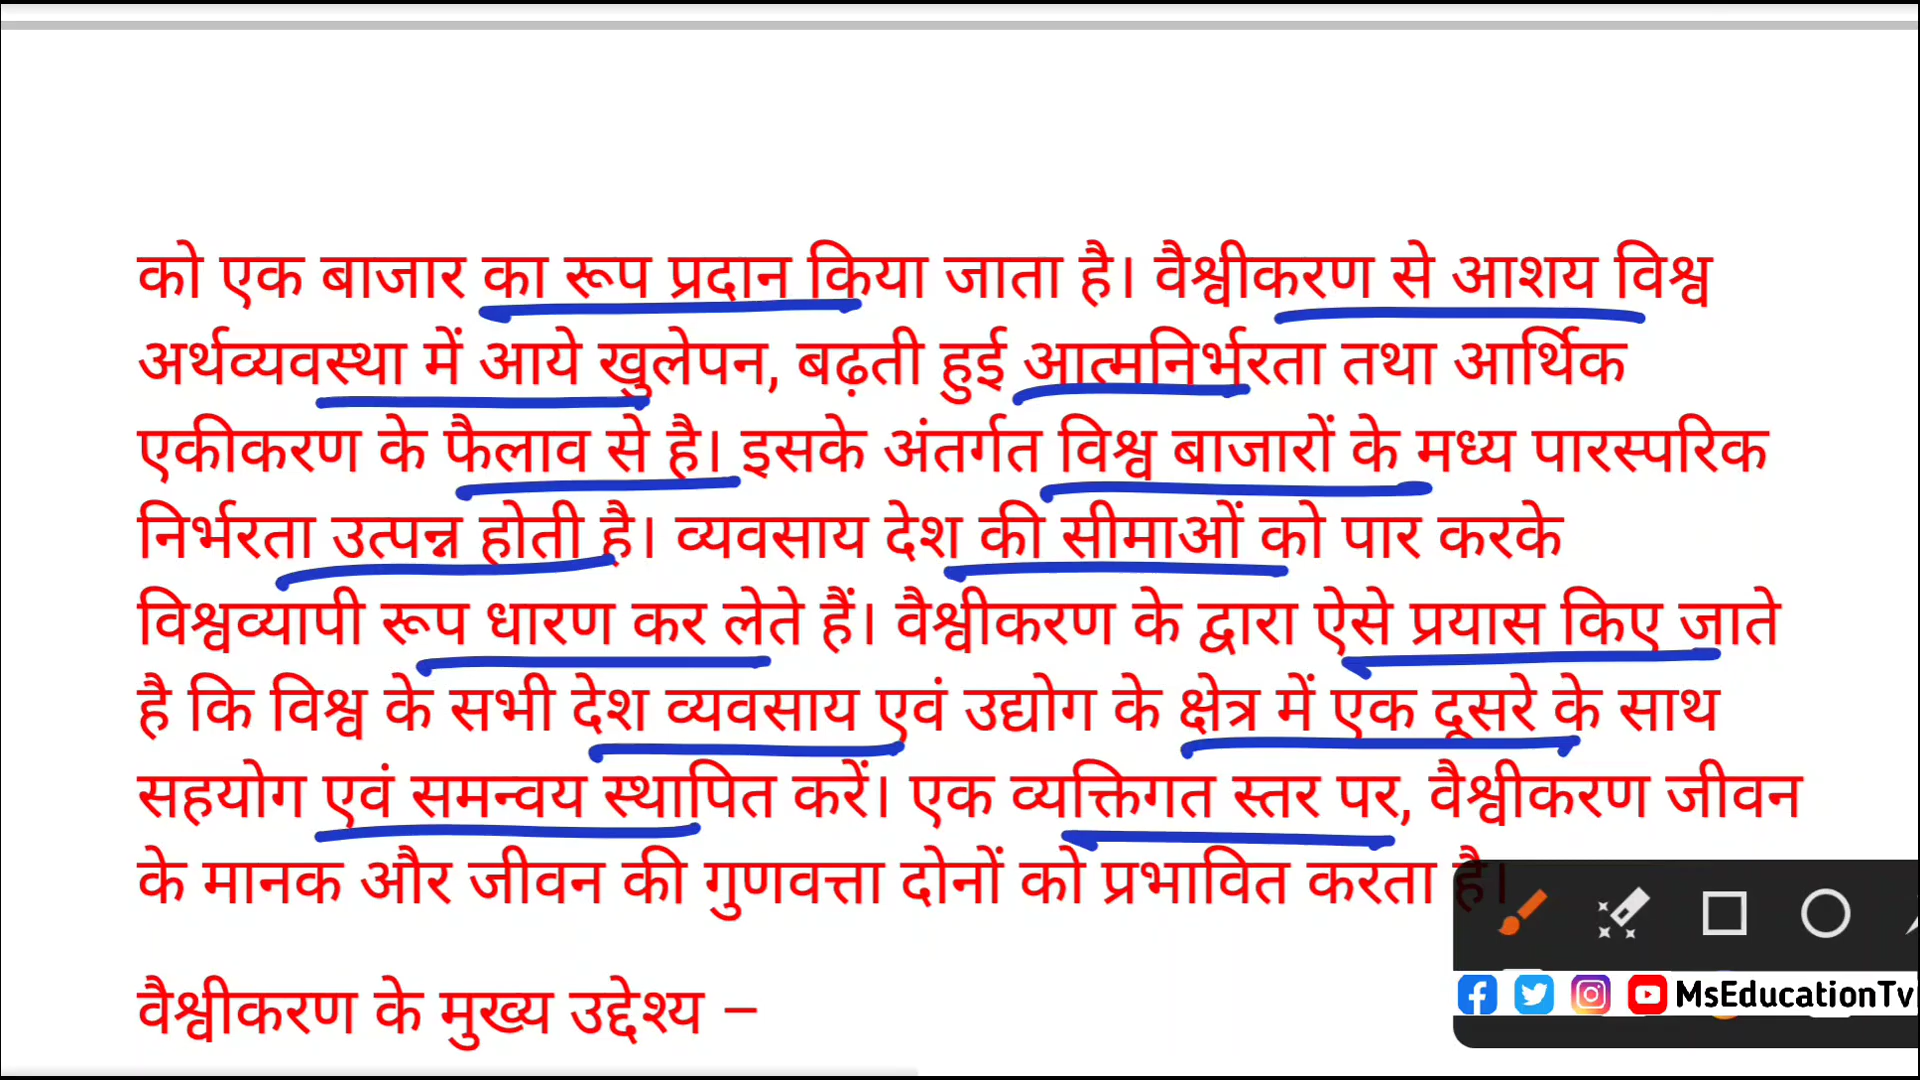 को एक बाजार का रूप प्रदान किया जाता है। वैश्वीकरण से आशय विश्व
अर्थव्यवस्था में आये खुलेपन, बढ़ती हुई आत्मनिर्भरता तथा आर्थिक
एकीकरण के फैलाव से है। इसके अंतर्गत विश्व बाजारों के मध्य पारस्परिक
निर्भरता उत्पन्न होती है। व्यवसाय देश की सीमाओं को पार करके
विश्वव्यापी रूप धारण कर लेते हैं। वैश्वीकरण के द्वारा ऐसे प्रयास किए जाते
है कि विश्व के सभी देश व्यवसाय एवं उद्योग के क्षेत्र में एक दूसरे के साथ
सहयोग एवं समन्वय स्थापित करें। एक व्यक्तिगत स्तर पर, वैश्वीकरण जीवन
के मानक और जीवन की गुणवत्ता दोनों को प्रभावित करता है।
वैश्वीकरण के मुख्य उद्देश्य –
MsEducationTv